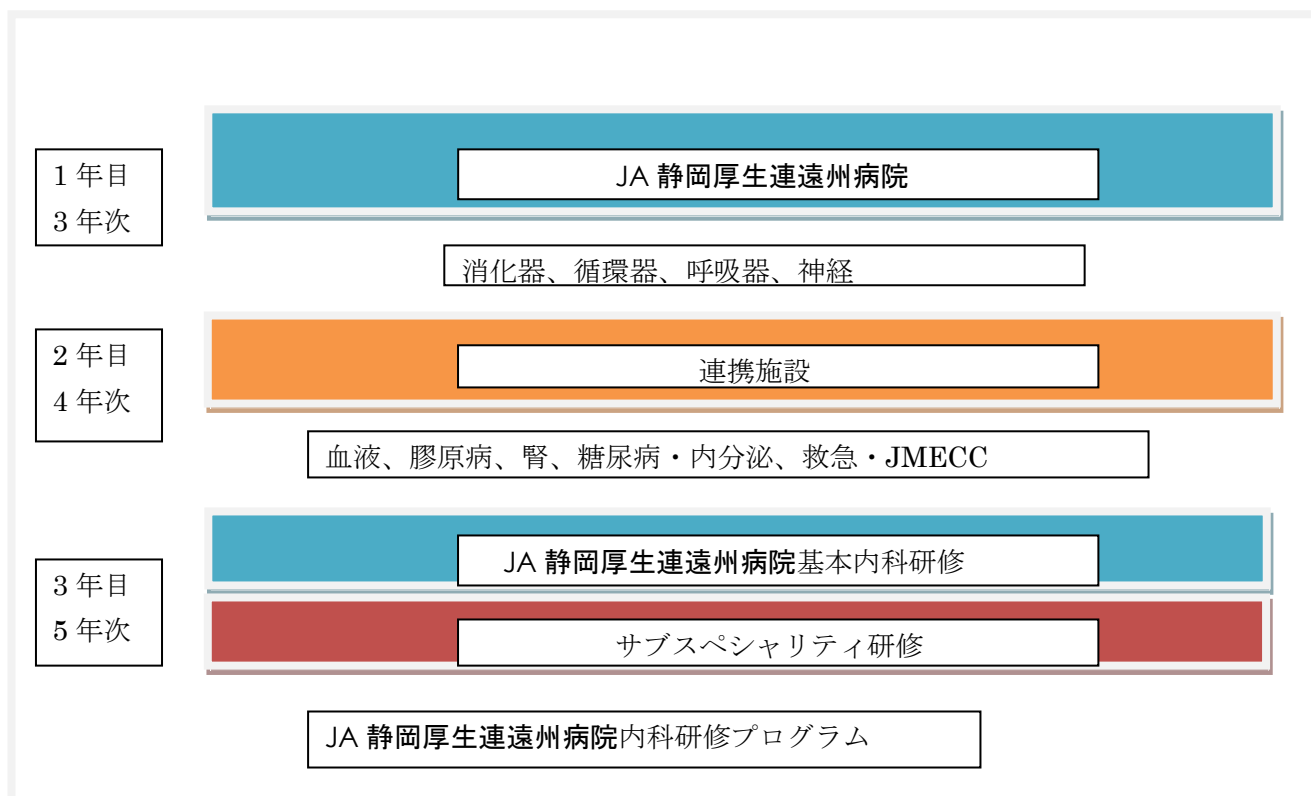 1 年目
3 年次
JA 静岡厚生連遠州病院
消化器、循環器、呼吸器、神経
2 年目
4 年次
連携施設
血液、膠原病、腎、糖尿病・内分泌、救急・JMECC
3 年目
5 年次
JA 静岡厚生連遠州病院基本内科研修
サブスペシャリティ研修
JA 静岡厚生連遠州病院内科研修プログラム